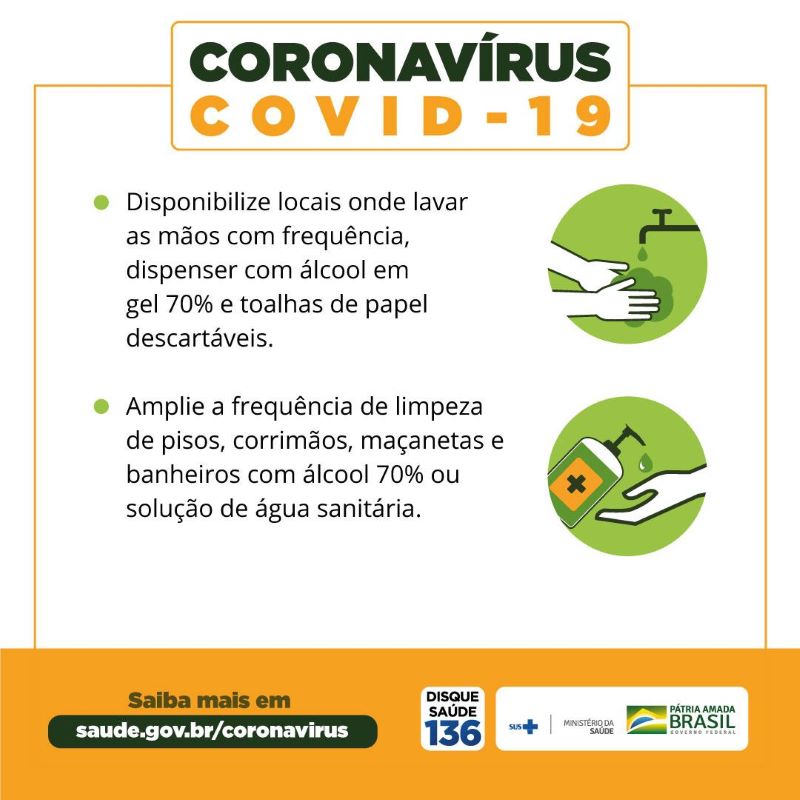 CORONAVÍRUS
COVID-19
Disponibilize locais onde lavar
as mãos com frequência,
dispenser com álcool em
gel 70% e toalhas de papel
descartáveis.
Amplie a frequência de limpeza
de pisos, corrimãos, maçanetas e
banheiros com álcool 70% ou
solução de água sanitária.
Saiba mais em
saude.gov.br/coronavirus
DISQUE
SAÚDE
136
SUS
MINISTÉRIO DA
SAÚDE
PÁTRIA AMADA
BRASIL
GOVERNO FEDERAL